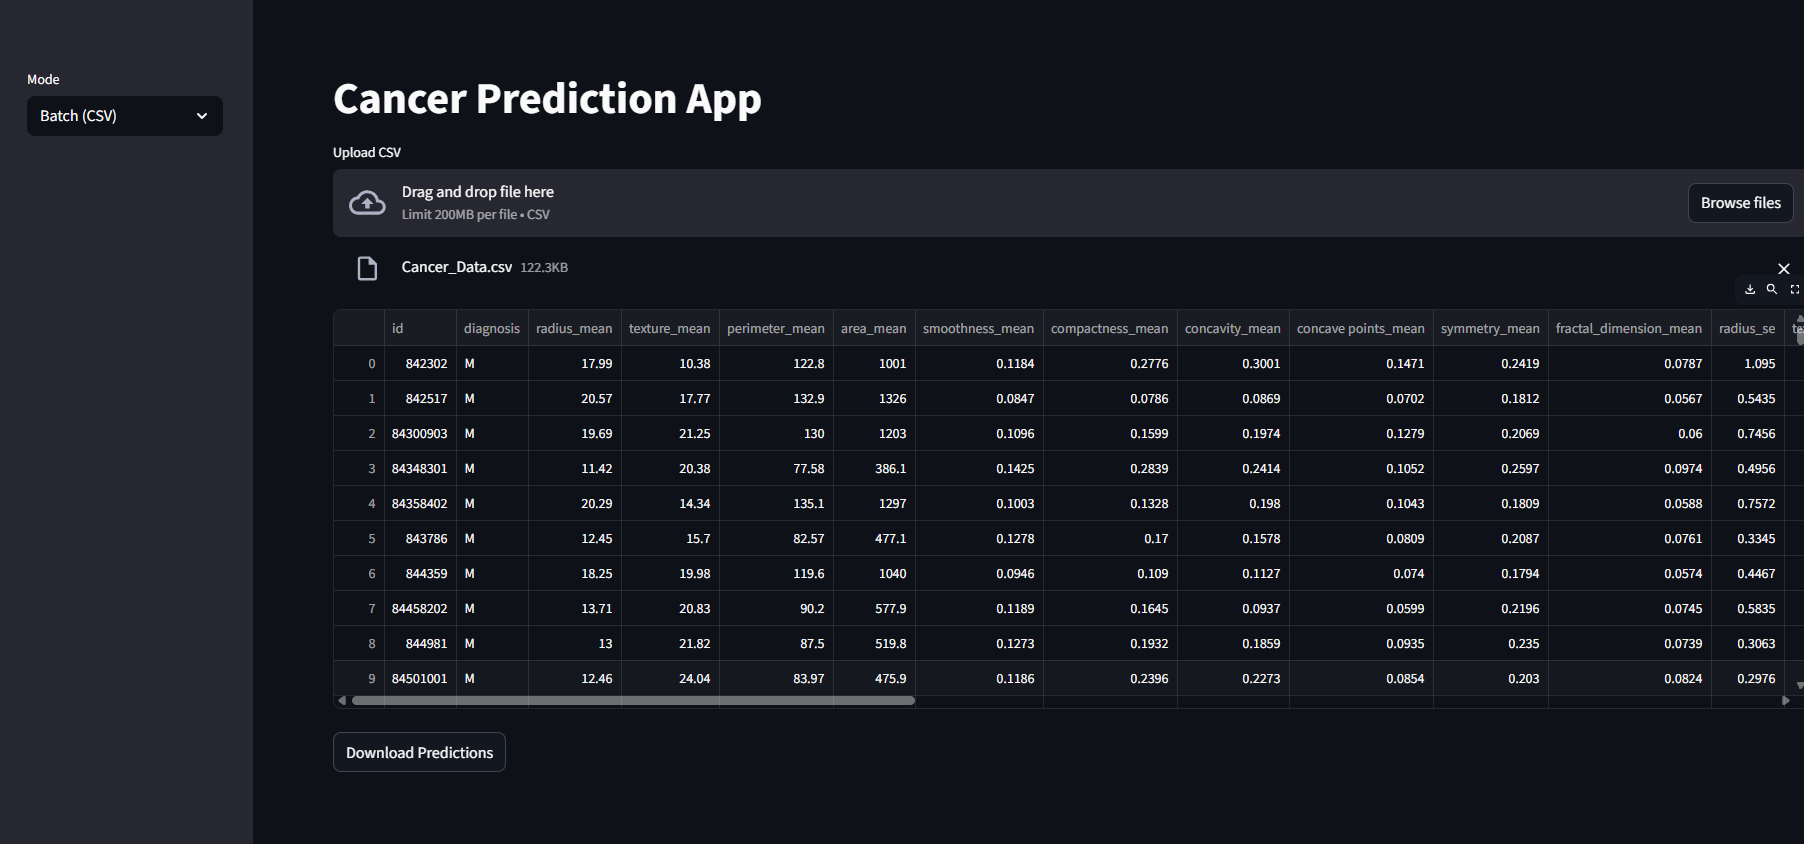 Mode
Batch (CSV)
Cancer Prediction App
Upload CSV
Drag and drop file here
Limit 200MB per file • CSV
Browse files
Cancer_Data.csv 122.3KB
id diagnosis radius_mean texture_mean perimeter_mean area_mean smoothness_mean compactness_mean concavity_mean concave points_mean symmetry_mean fractal_dimension_mean radius_se
0 842302 M 17.99 10.38 122.8 1001 0.1184 0.2776 0.3001 0.1471 0.2419 0.0787 1.095
1 842517 M 20.57 17.77 132.9 1326 0.0847 0.0786 0.0869 0.0702 0.1812 0.0567 0.5435
2 84300903 M 19.69 21.25 130 1203 0.1096 0.1599 0.1974 0.1279 0.2069 0.06 0.7456
3 84348301 M 11.42 20.38 77.58 386.1 0.1425 0.2839 0.2414 0.1052 0.2597 0.0974 0.4956
4 84358402 M 20.29 14.34 135.1 1297 0.1003 0.1328 0.198 0.1043 0.1809 0.0588 0.7572
5 843786 M 12.45 15.7 82.57 477.1 0.1278 0.17 0.1578 0.0809 0.2087 0.0761 0.3345
6 844359 M 18.25 19.98 119.6 1040 0.0946 0.109 0.1127 0.074 0.1794 0.0574 0.4467
7 84458202 M 13.71 20.83 90.2 577.9 0.1189 0.1645 0.0937 0.0599 0.2196 0.0745 0.5835
8 844981 M 13 21.82 87.5 519.8 0.1273 0.1932 0.1859 0.0935 0.235 0.0739 0.3063
9 84501001 M 12.46 24.04 83.97 475.9 0.1186 0.2396 0.2273 0.0854 0.203 0.0824 0.2976
Download Predictions